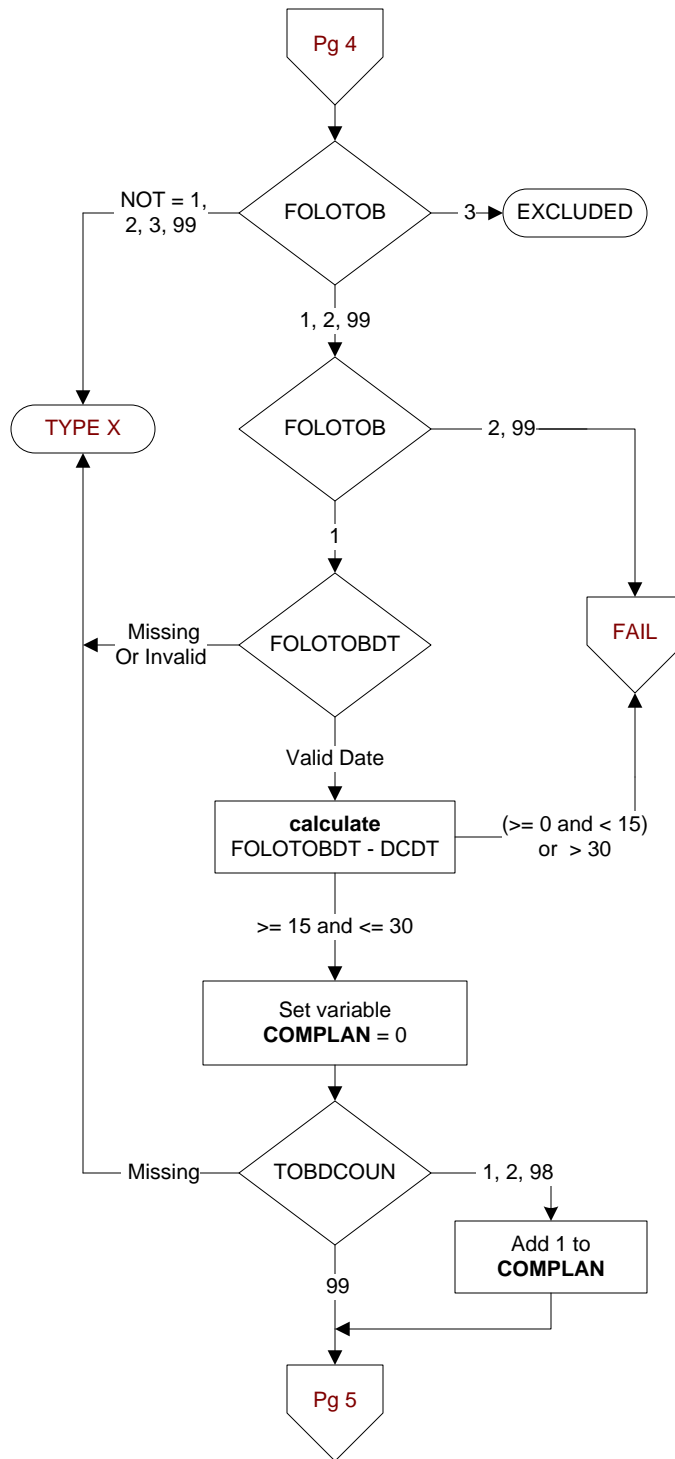 Pg 4
FOLOTOB
NOT = 1,
2, 3, 99
3
EXCLUDED
1, 2, 99
TYPE X
FOLOTOB
2, 99
1
Missing
Or Invalid
FOLOTOBDT
FAIL
Valid Date
calculate
FOLOTOBDT - DCDT
(>= 0 and < 15)
or > 30
>= 15 and <= 30
Set variable
COMPLAN = 0
Missing
TOBDCOUN
1, 2, 98
Add 1 to
COMPLAN
99
Pg 5